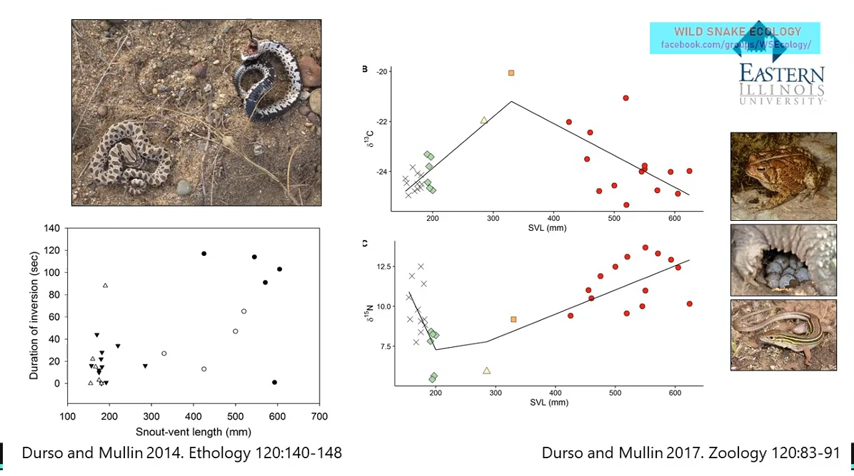 WILD SNAKE ECOLOGY
facebook.com/groups/WSEcology/
EASTERN
ILLINOIS
UNIVERSITY
B
-20
-22
-24
δ¹³C
200
300
400
500
600
SVL (mm)
12.5
10.0
7.5
δ¹⁵N
200
300
400
500
600
SVL (mm)
140
120
100
80
60
40
20
0
Duration of inversion (sec)
100
200
300
400
500
600
700
Snout-vent length (mm)
Durso and Mullin 2014. Ethology 120:140-148
Durso and Mullin 2017. Zoology 120:83-91